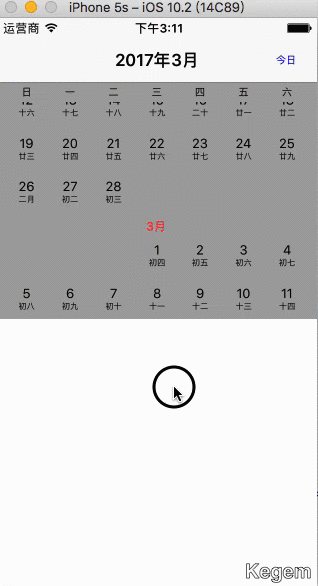 iPhone 5s – iOS 10.2 (14C89)
运营商 下午3:11
2017年3月 今日
日 一 二 三 四 五 六
12 13 14 15 16 17 18
十六 十七 十八 十九 二十 廿一 廿二
19 20 21 22 23 24 25
廿三 廿四 廿五 廿六 廿七 廿八 廿九
26 27 28
二月 初二 初三
3月
1 2 3 4
初四 初五 初六 初七
5 6 7 8 9 10 11
初八 初九 初十 十一 十二 十三 十四
Kegem